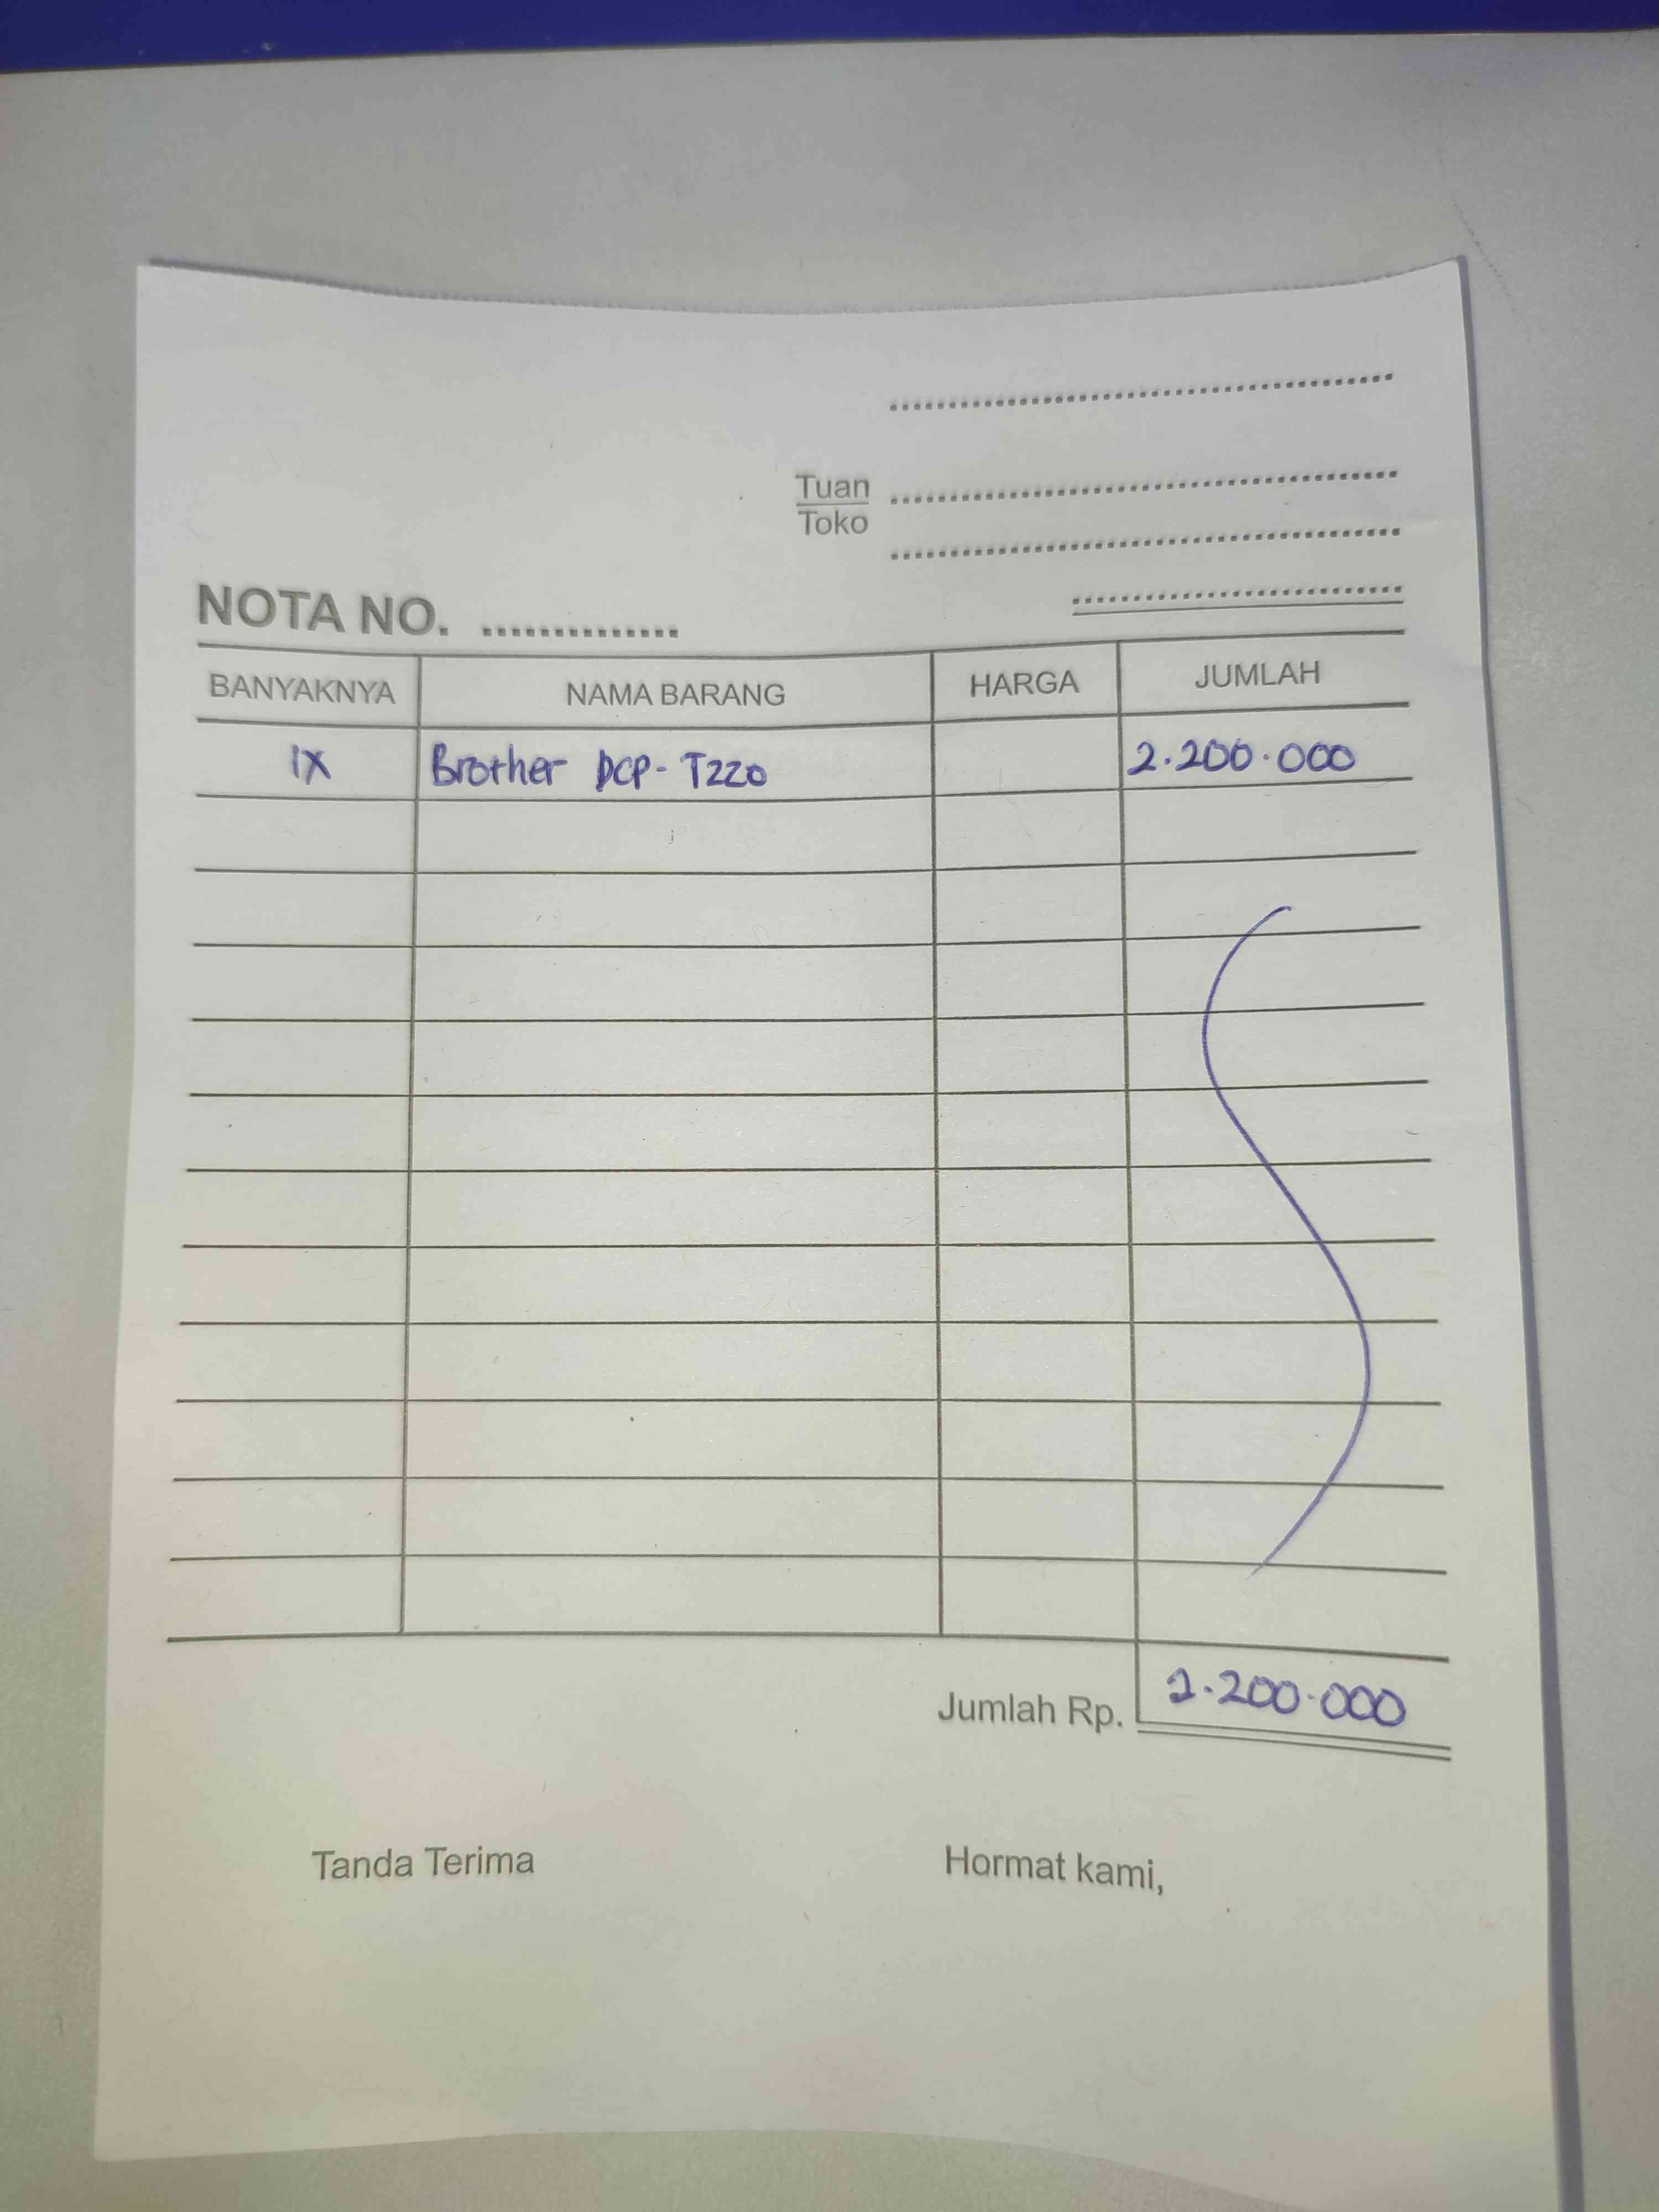 Tuan
Toko
NOTA NO. ..............
BANYAKNYA NAMA BARANG HARGA JUMLAH
1X Brother DCP-T220 2.200.000
Jumlah Rp. 2.200.000
Tanda Terima Hormat kami,